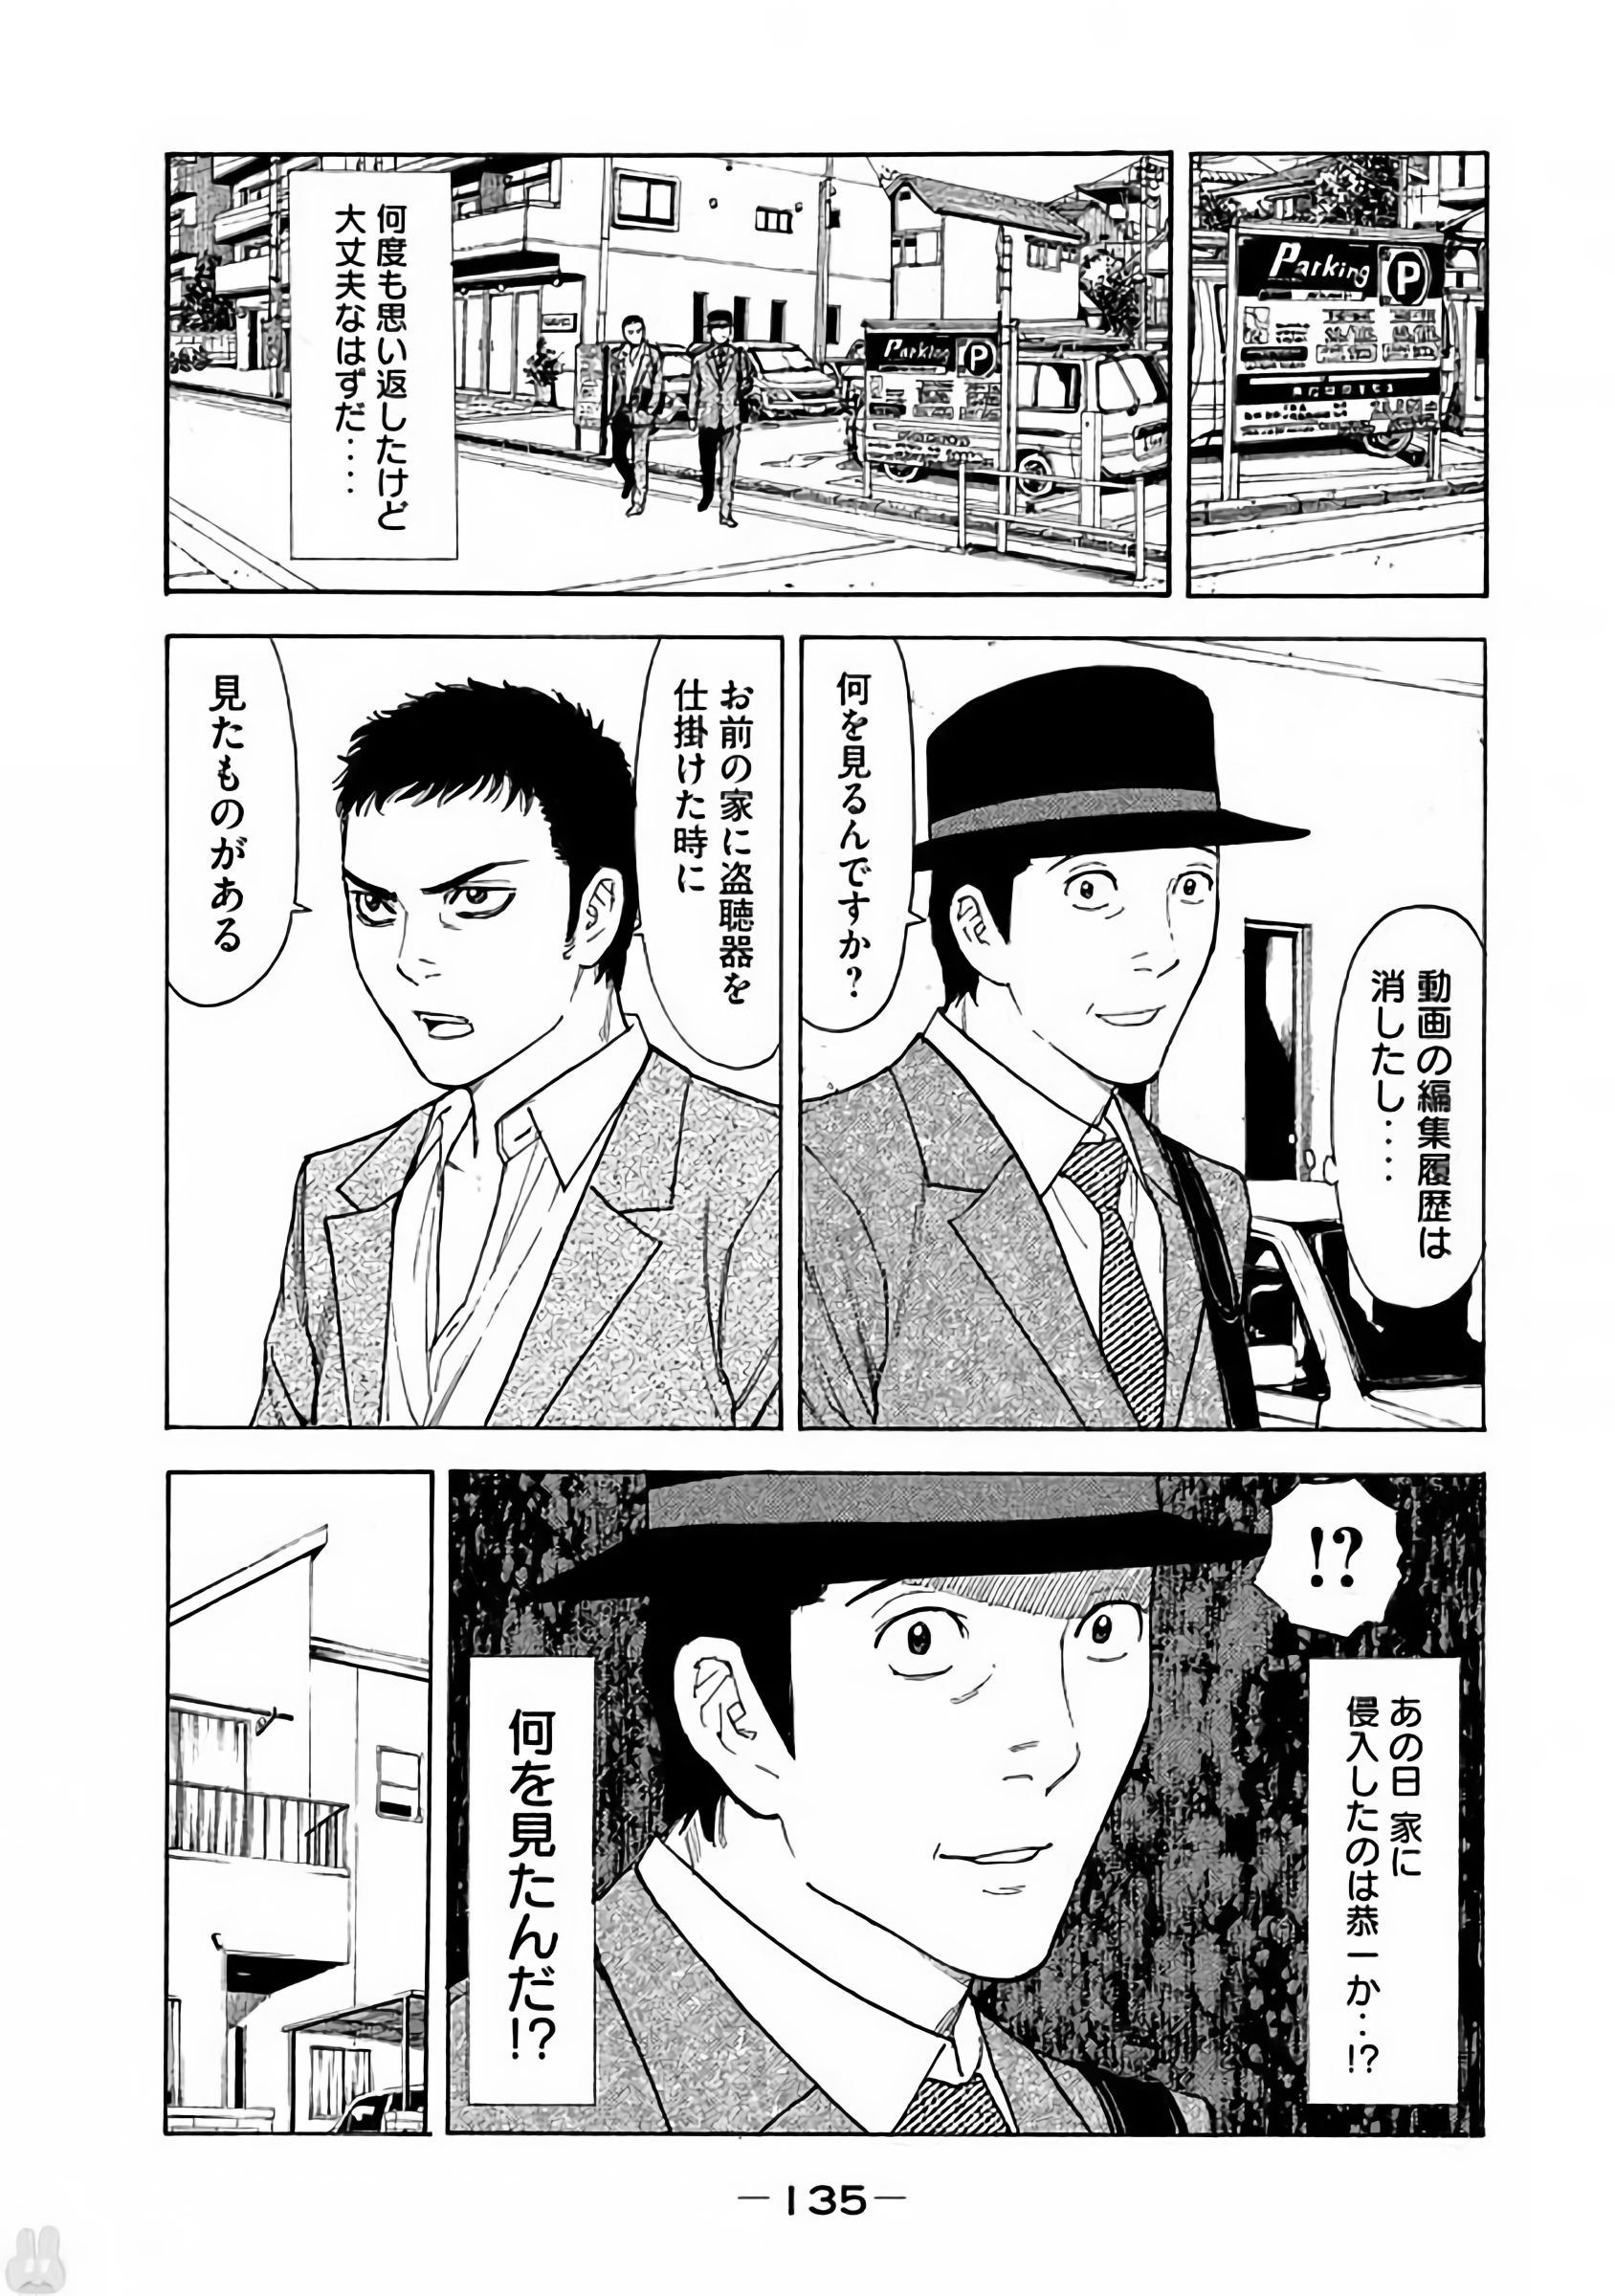 Parking P
何度も思い返したけど
大丈夫なはずだ‥‥
Parking P
動画の編集履歴は
消したし‥‥
何を見るんですか?
お前の家に盗聴器を
仕掛けた時に
見たものがある
!?
あの日 家に
侵入したのは恭一か‥!?
何を見たんだ!?
—135—